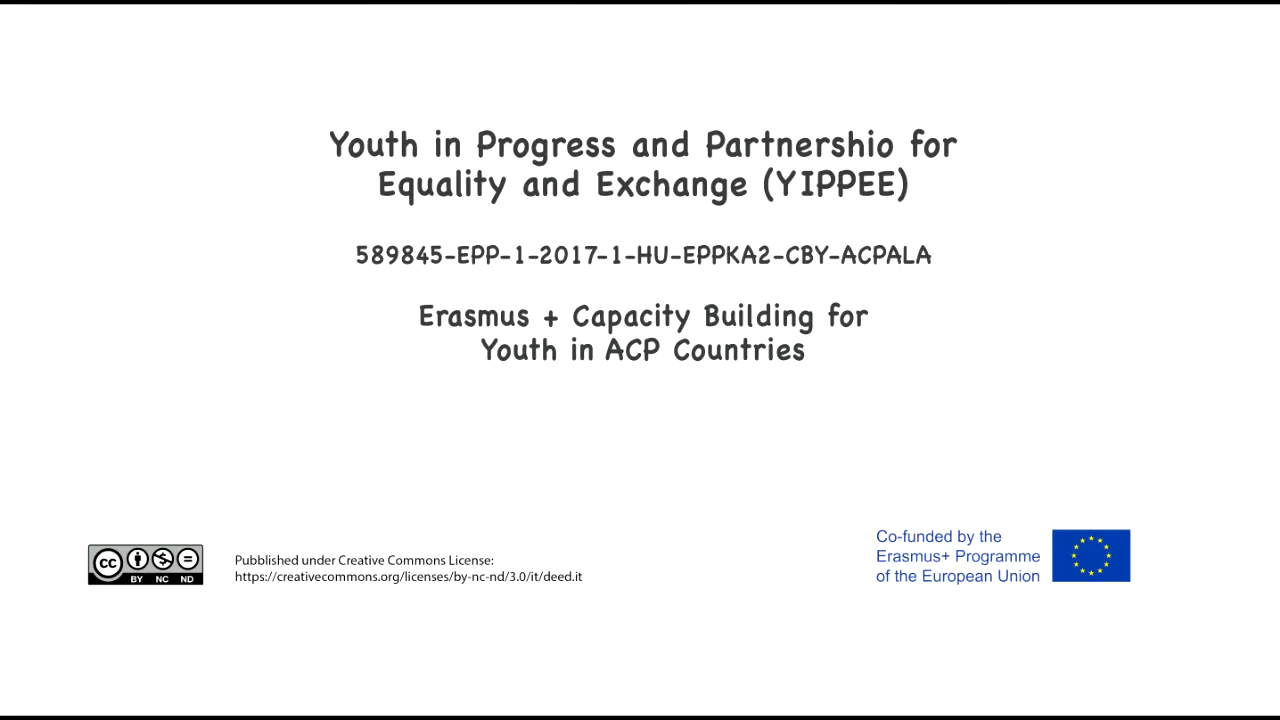 Youth in Progress and Partnershio for
Equality and Exchange (YIPPEE)
589845-EPP-1-2017-1-HU-EPPKA2-CBY-ACPALA
Erasmus + Capacity Building for
Youth in ACP Countries
cc
BY NC ND
Pubblished under Creative Commons License:
https://creativecommons.org/licenses/by-nc-nd/3.0/it/deed.it
Co-funded by the
Erasmus+ Programme
of the European Union